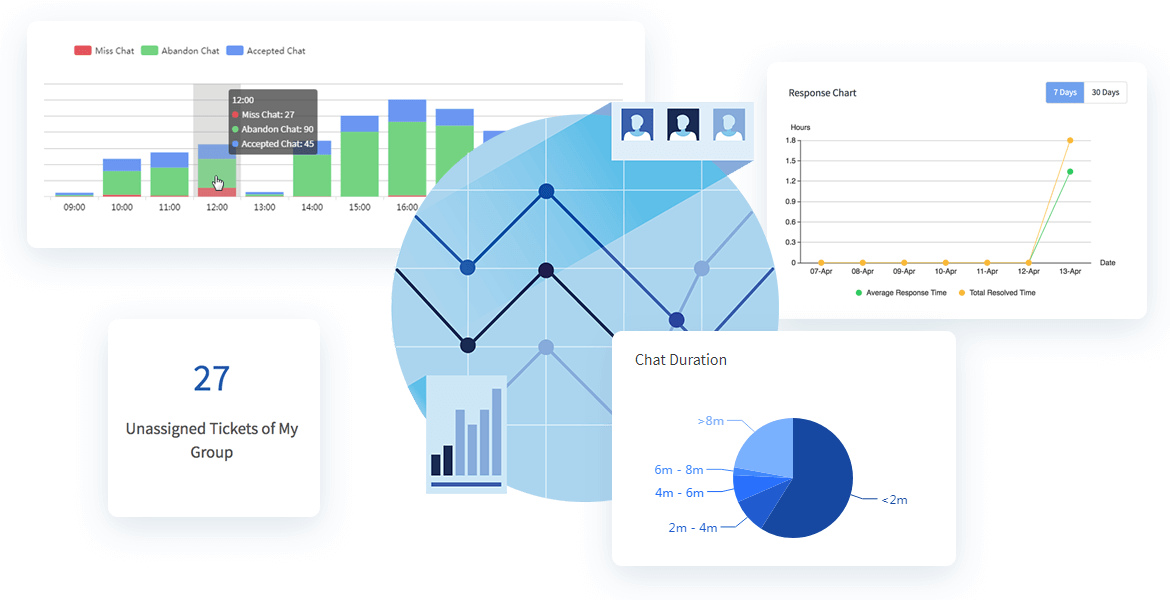 Miss Chat Abandon Chat Accepted Chat
12:00
Miss Chat: 27
Abandon Chat: 90
Accepted Chat: 45
09:00 10:00 11:00 12:00 13:00 14:00 15:00 16:00
Response Chart
7 Days 30 Days
Hours
1.8
1.5
1.2
0.9
0.6
0.3
0
Date
07-Apr 08-Apr 09-Apr 10-Apr 11-Apr 12-Apr 13-Apr
Average Response Time Total Resolved Time
27
Unassigned Tickets of My
Group
Chat Duration
>8m
6m - 8m
4m - 6m
<2m
2m - 4m